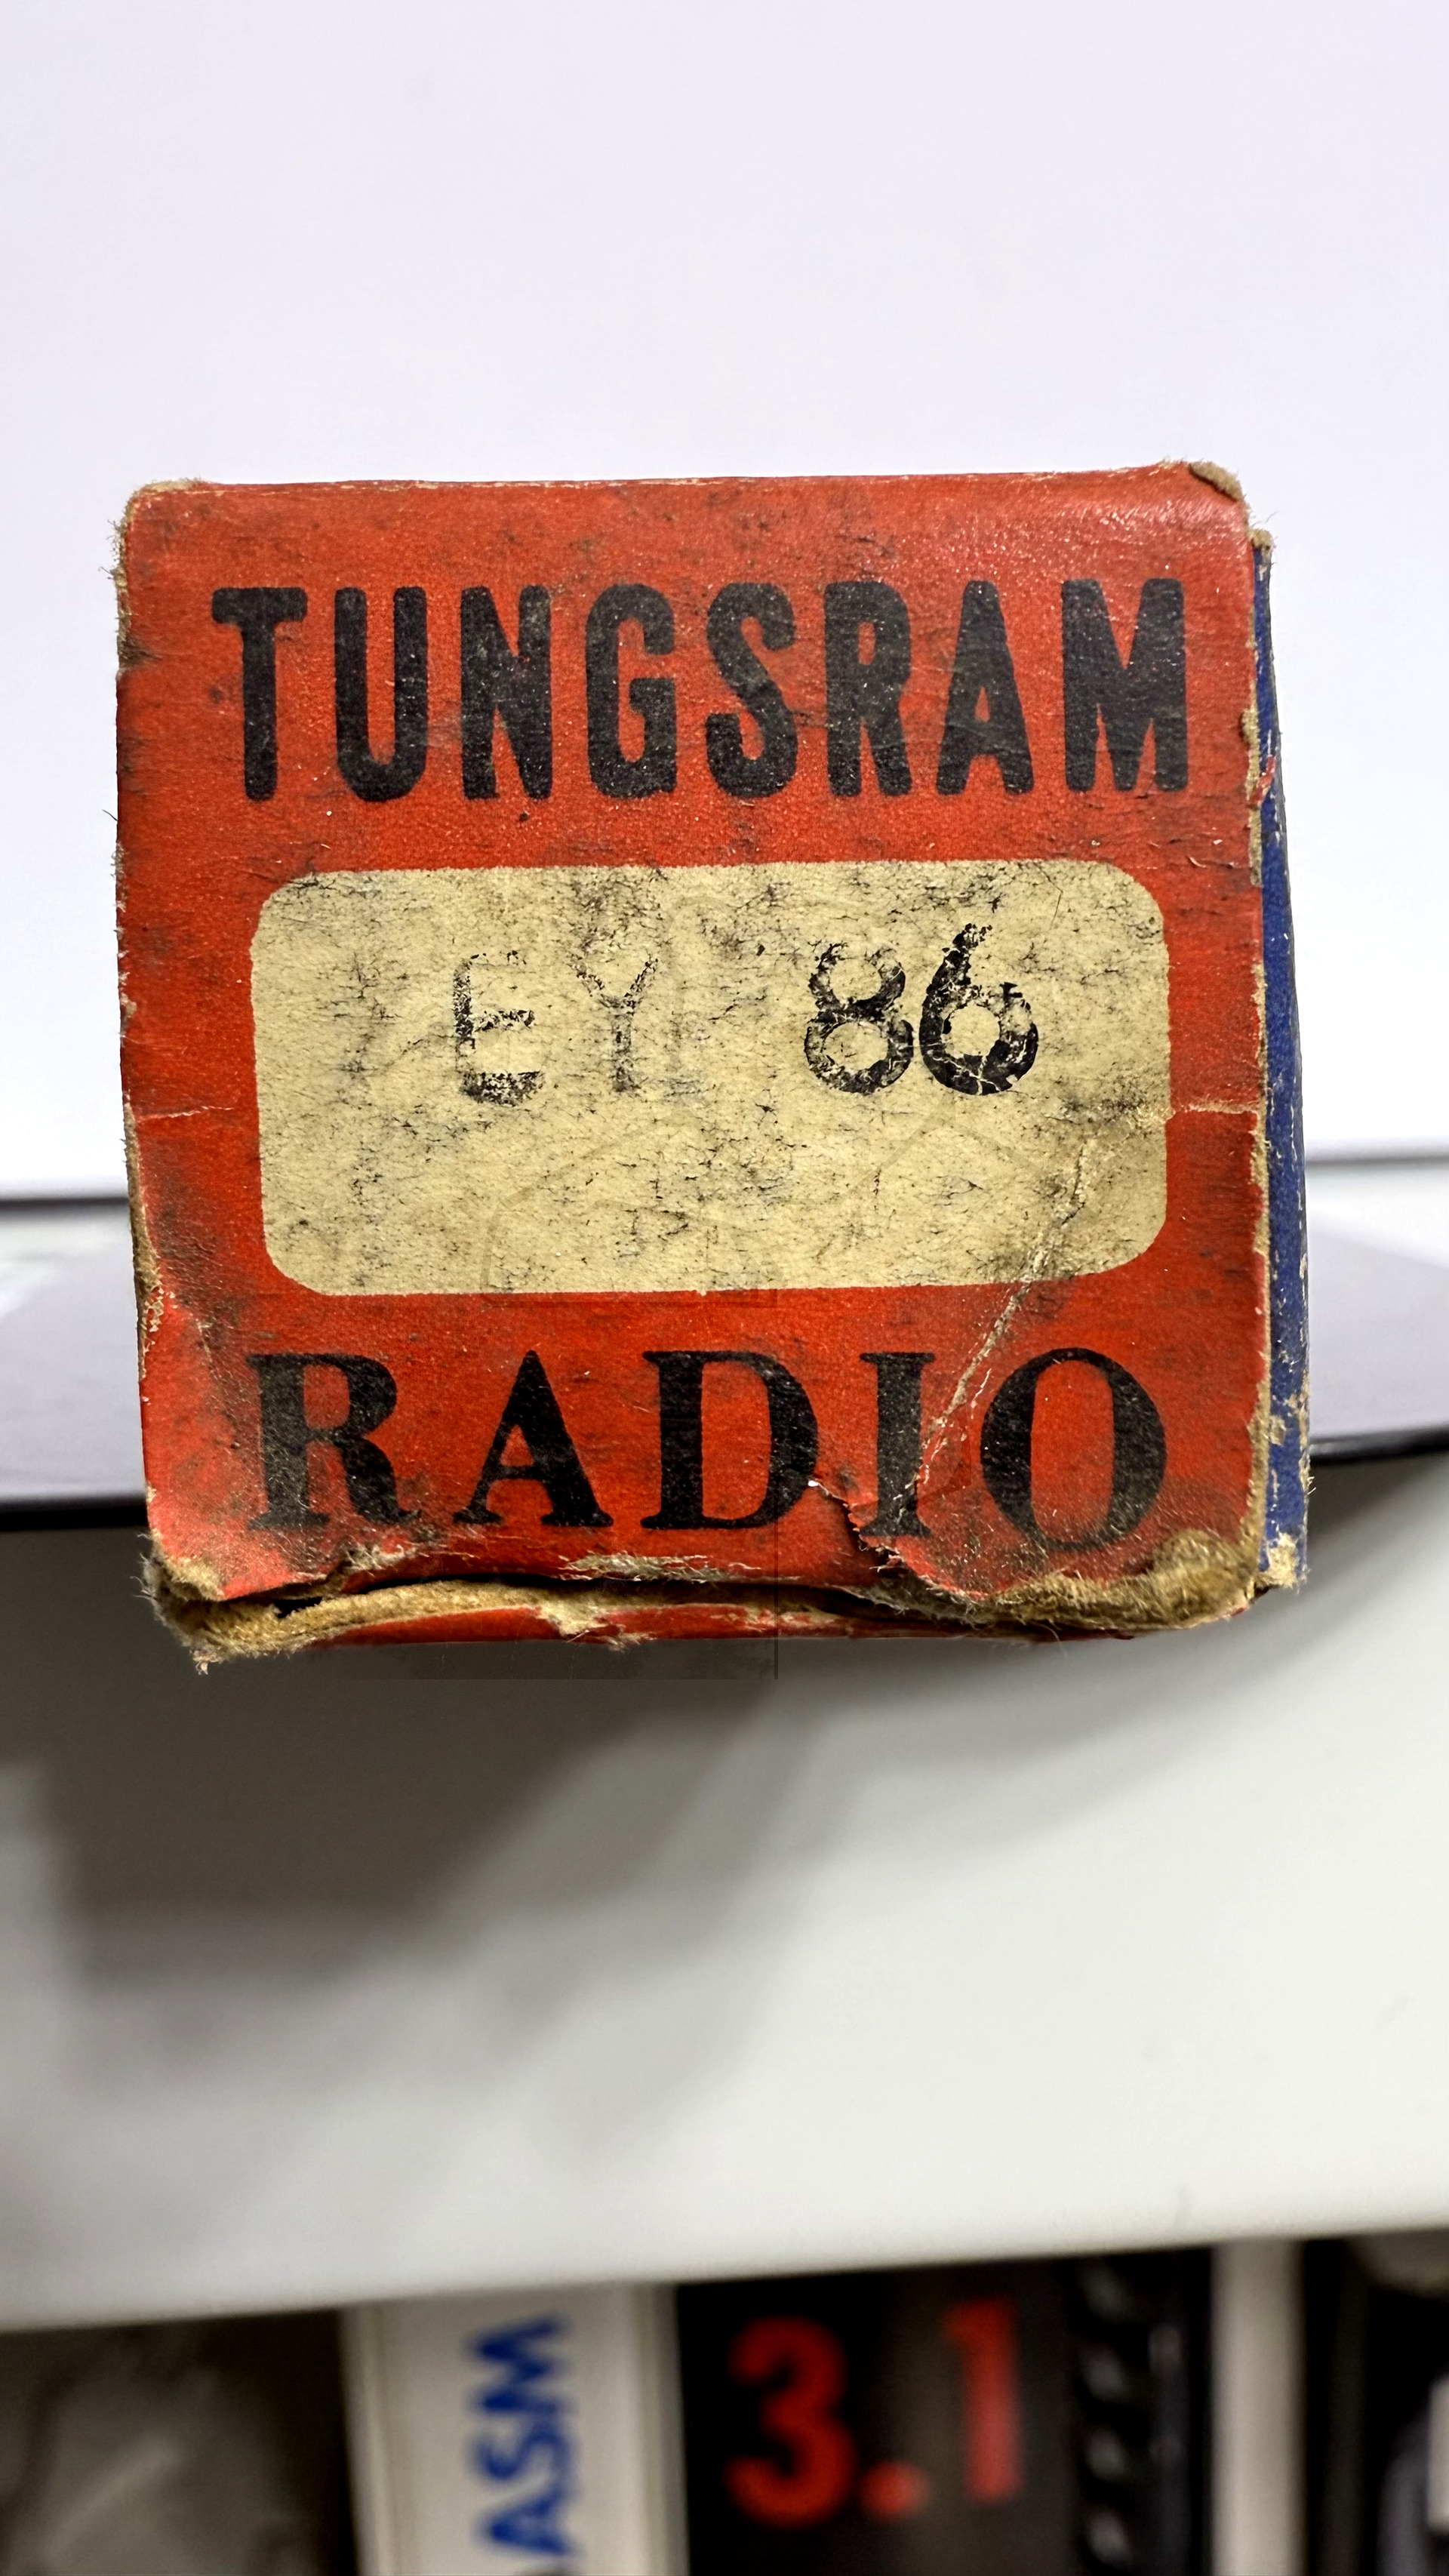 TUNGSRAM
EY 86
RADIO
ASM
3.1